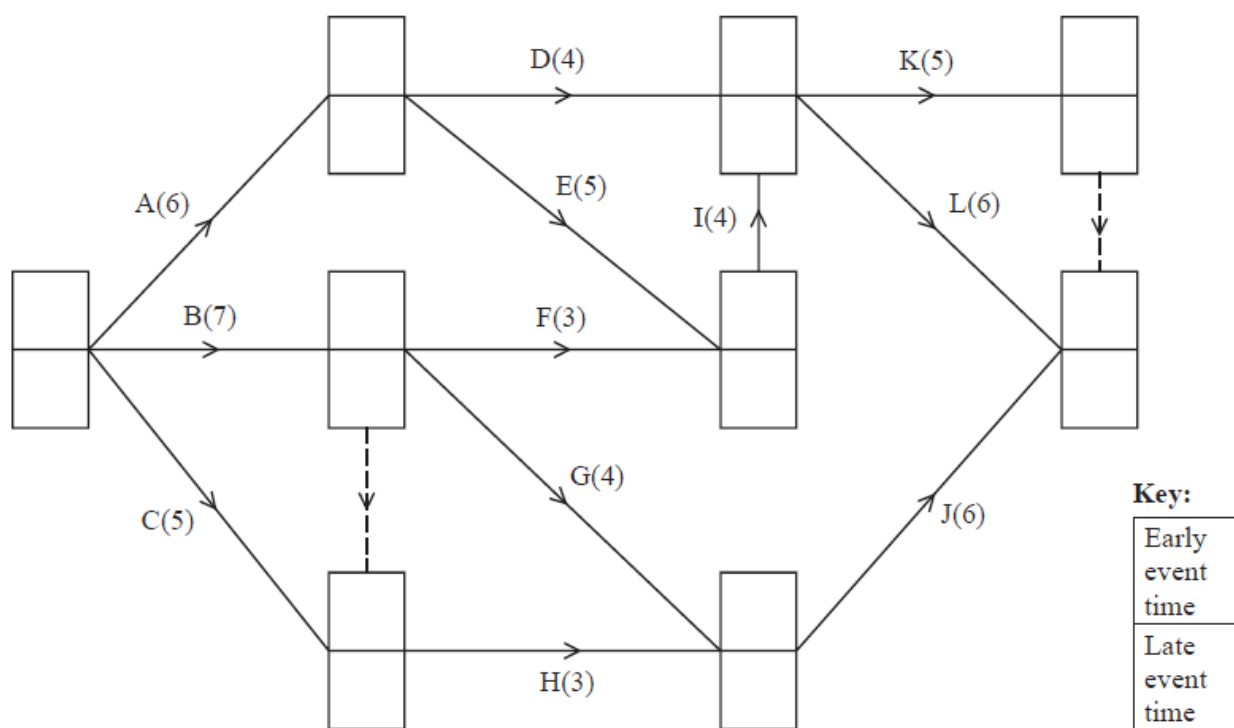 D(4)
K(5)
A(6)
E(5)
I(4)
L(6)
B(7)
F(3)
C(5)
G(4)
J(6)
H(3)
Key:
Early
event
time
Late
event
time